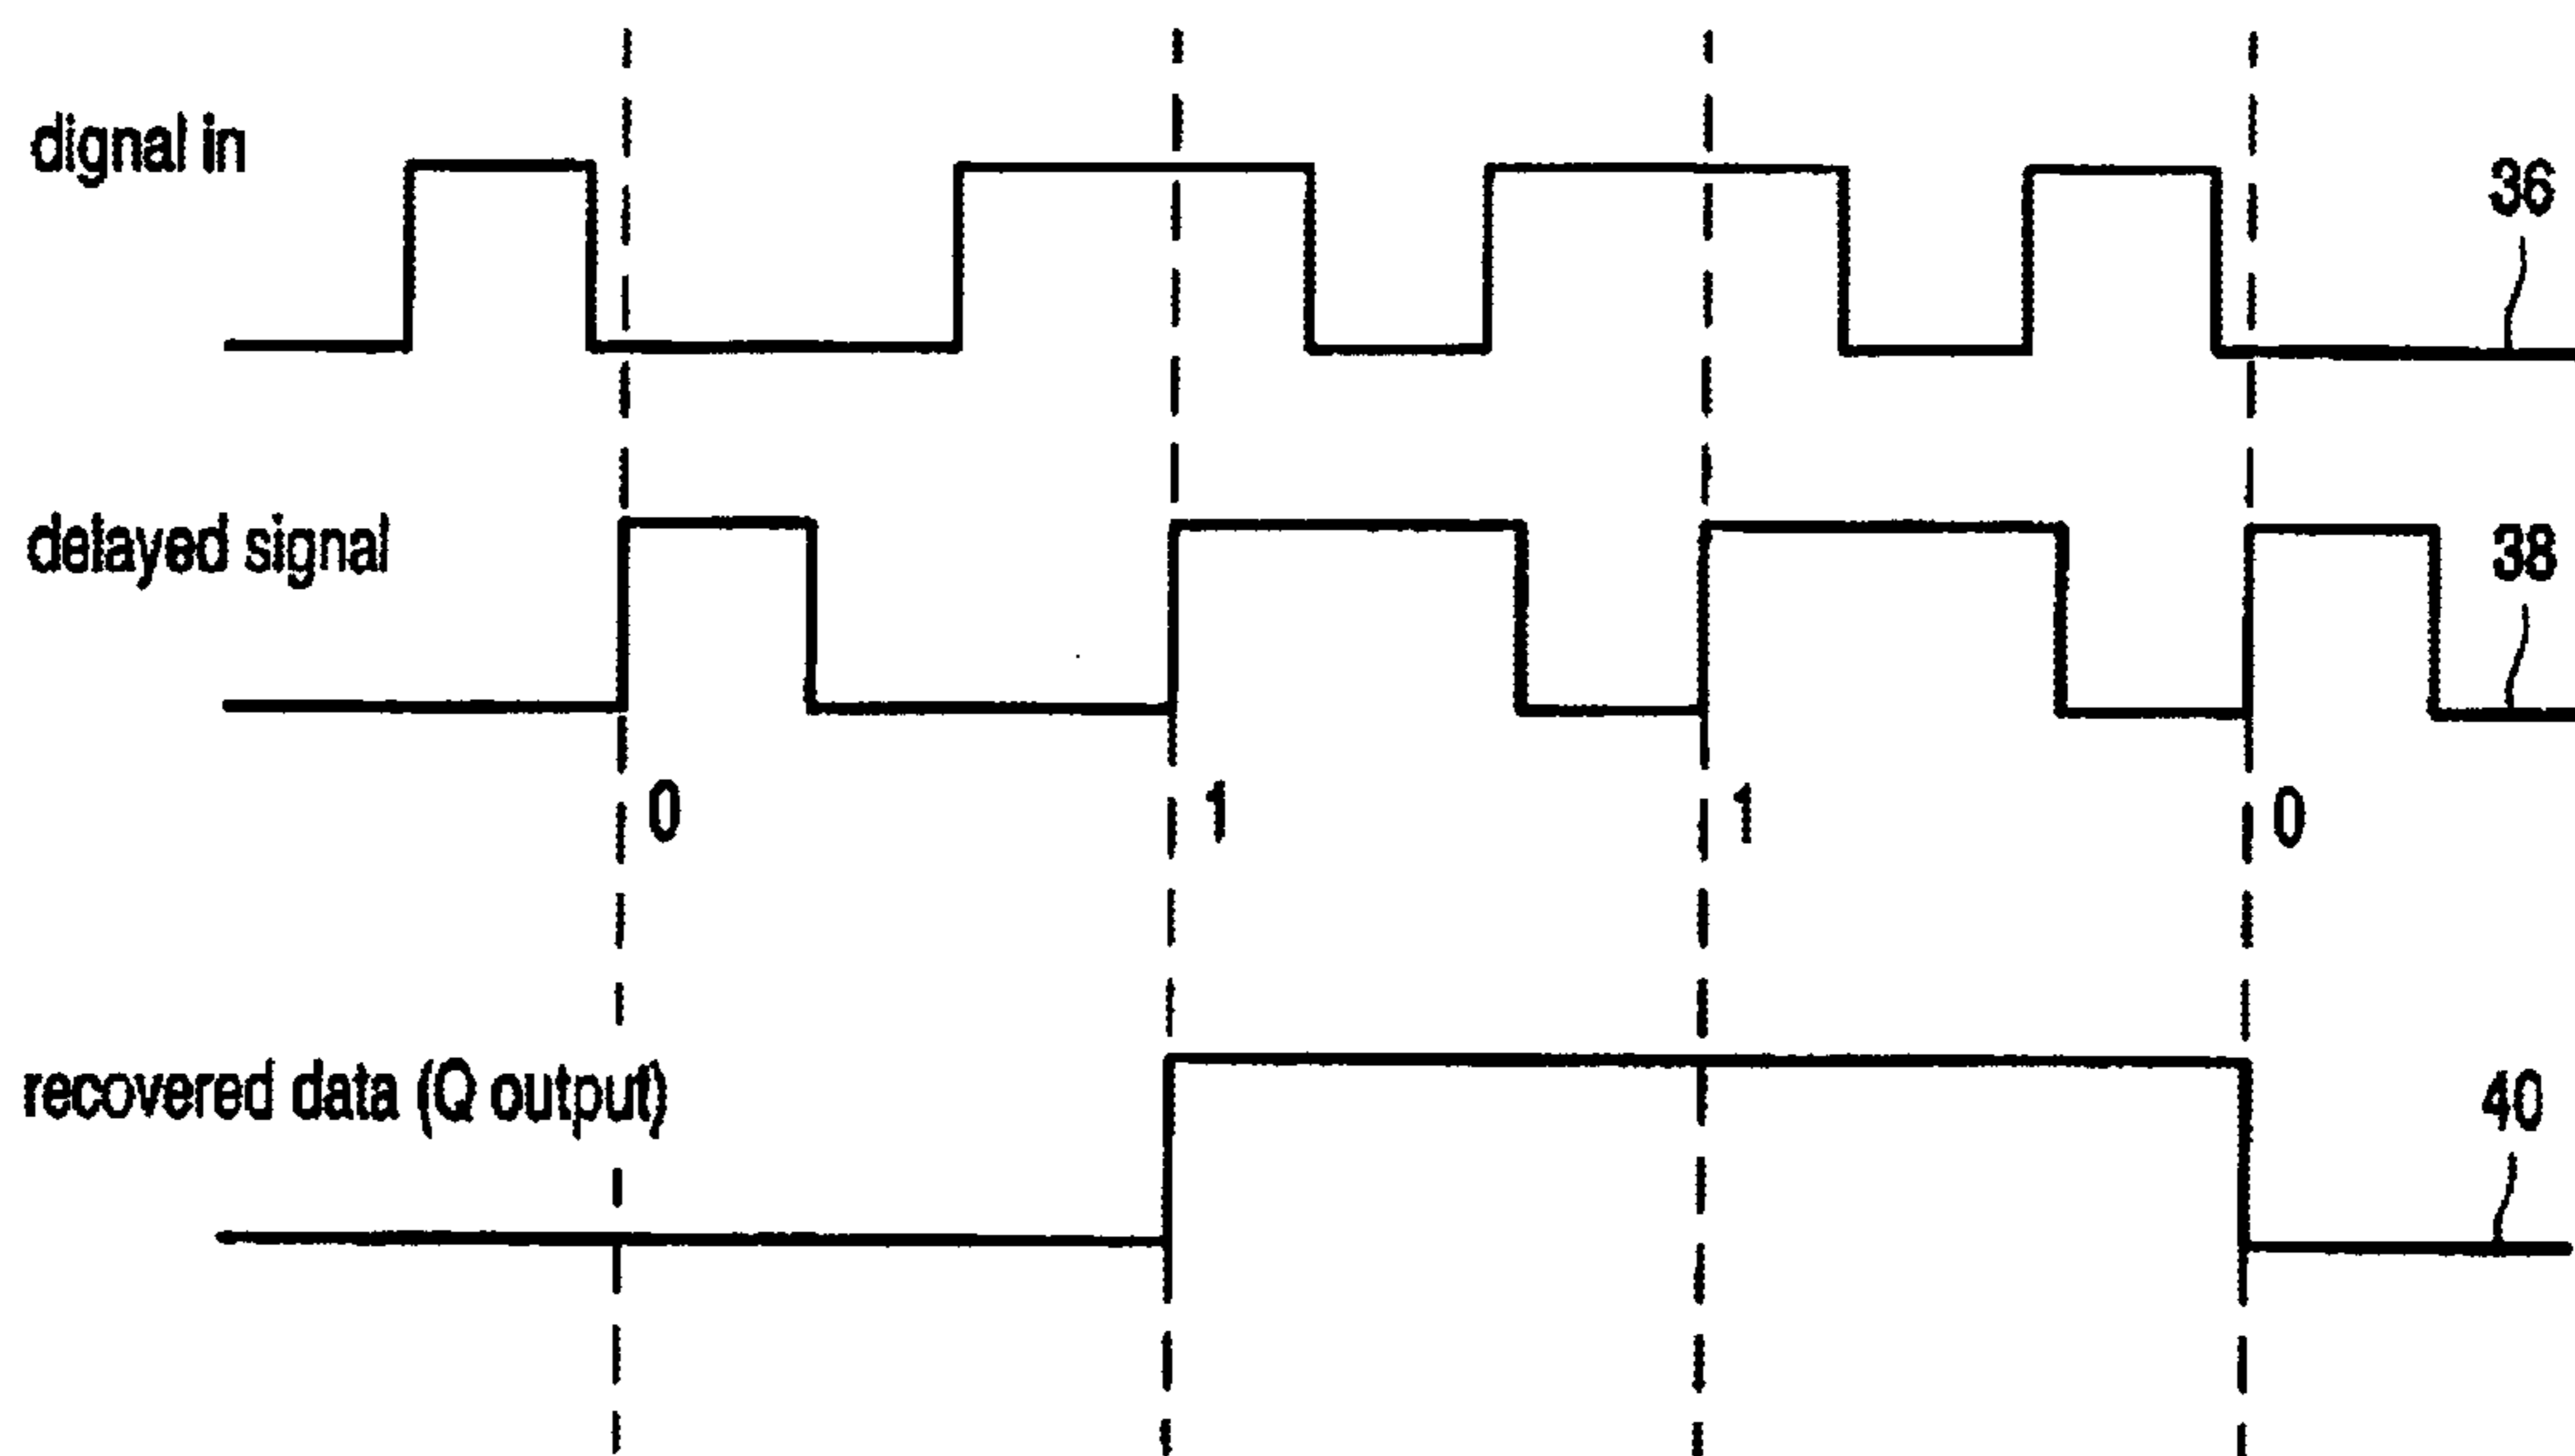 dignal in
36
delayed signal
38
0 1 1 0
recovered data (Q output)
40